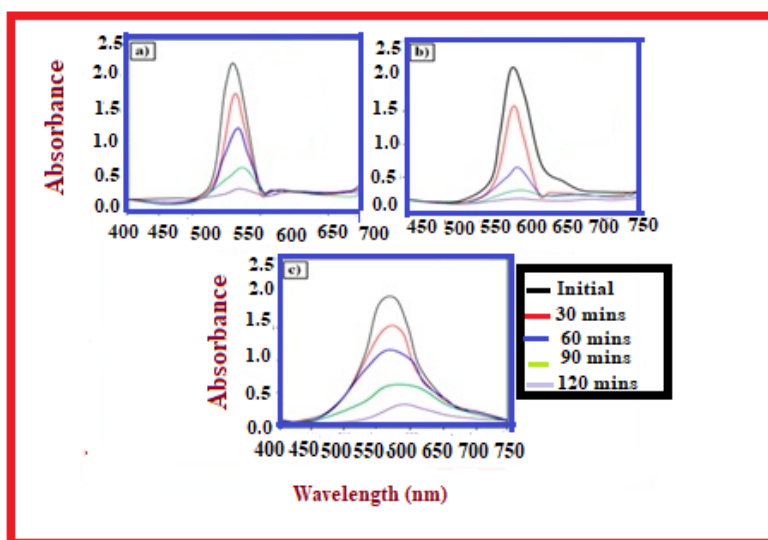 a)
2.5
2.0
1.5
1.0
0.5
0.0
Absorbance
400 450 500 550 600 650 700
b)
2.5
2.0
1.5
1.0
0.5
0.0
450 500 550 600 650 700 750
c)
2.5
2.0
1.5
1.0
0.5
0.0
Absorbance
400 450 500 550 600 650 700 750
Initial
30 mins
60 mins
90 mins
120 mins
Wavelength (nm)